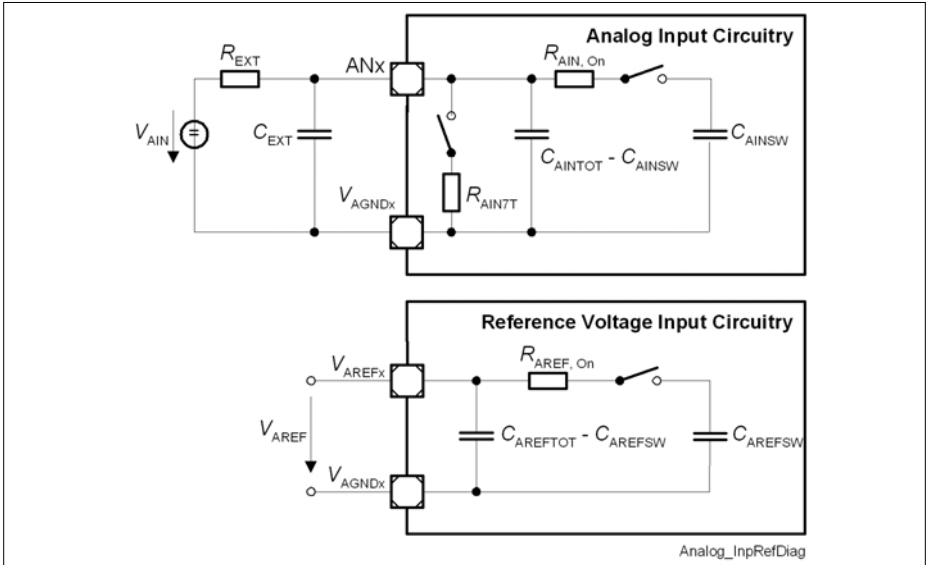 Analog Input Circuitry
REXT
ANx
RAIN, On
VAIN
=
CEXT
CAINTOT - CAINSW
CAINSW
VAGNDx
RAIN7T
Reference Voltage Input Circuitry
VAREFx
RAREF, On
VAREF
CAREFTOT - CAREFSW
CAREFSW
VAGNDx
Analog_InpRefDiag